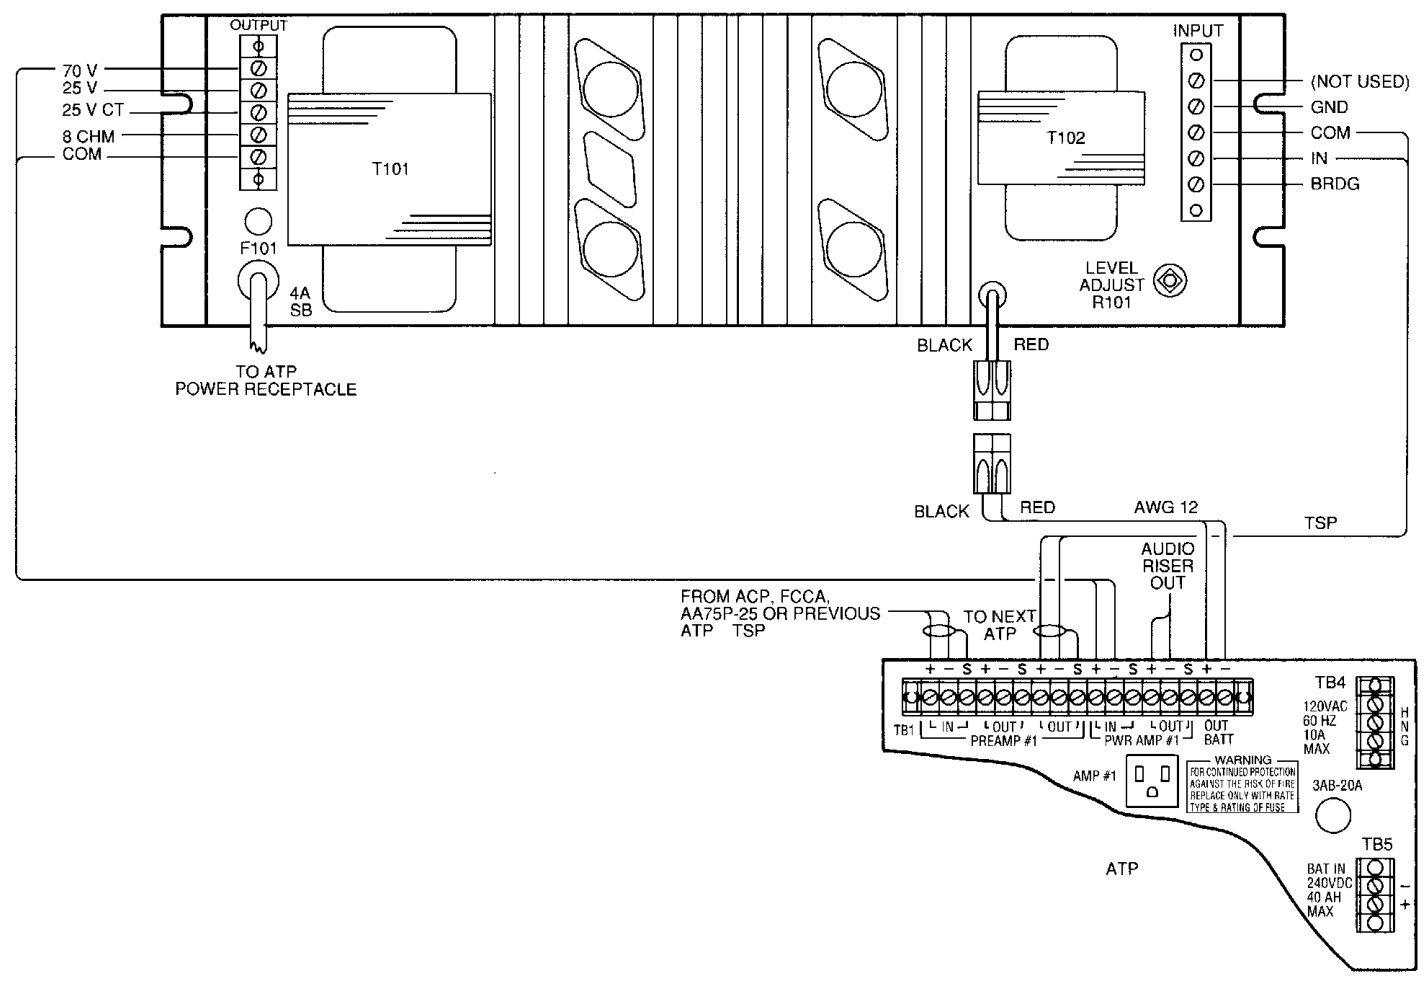 OUTPUT
70 V
25 V
25 V CT
8 CHM
COM
F101
4A
SB
TO ATP
POWER RECEPTACLE
T101
T102
INPUT
(NOT USED)
GND
COM
IN
BRDG
LEVEL
ADJUST
R101
BLACK RED
BLACK RED
AWG 12
TSP
AUDIO
RISER
OUT
FROM ACP, FCCA,
AA75P-25 OR PREVIOUS
ATP TSP
TO NEXT
ATP
+ − S + − S + − S + − S + − S + −
TB1
IN OUT OUT IN OUT OUT
PREAMP #1 PWR AMP #1 BATT
AMP #1
WARNING
FOR CONTINUED PROTECTION
AGAINST THE RISK OF FIRE
REPLACE ONLY WITH RATE
TYPE & RATING OF FUSE
ATP
TB4
120VAC
60 HZ
10A
MAX
H
N
G
3AB-20A
TB5
BAT IN
240VDC
40 AH
MAX
−
+